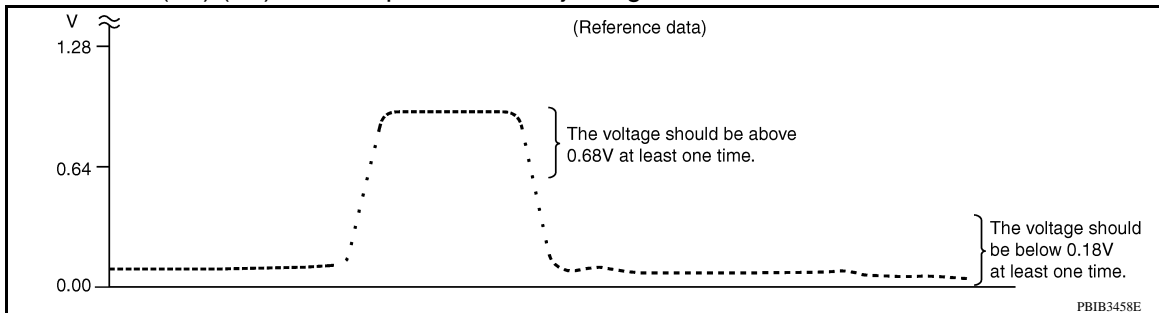 V
(Reference data)
1.28
The voltage should be above
0.68V at least one time.
0.64
The voltage should
be below 0.18V
at least one time.
0.00
PBIB3458E